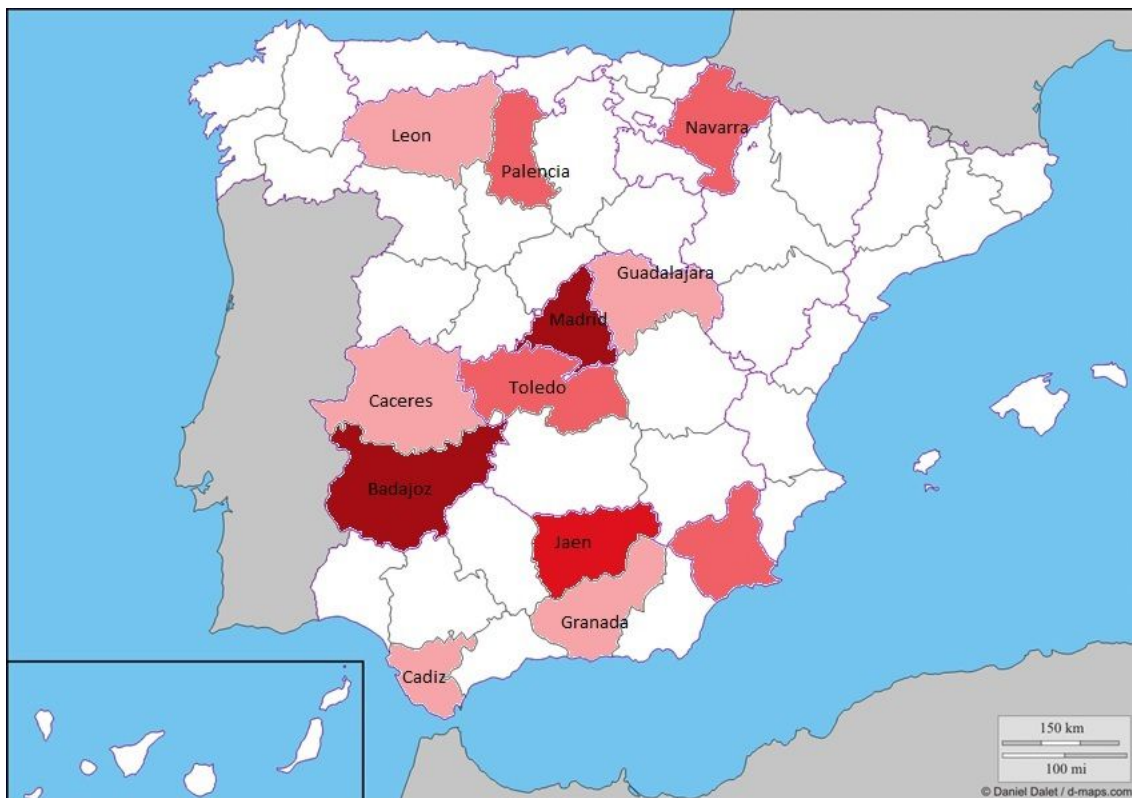 Leon
Palencia
Navarra
Guadalajara
Madrid
Toledo
Caceres
Badajoz
Jaen
Granada
Cadiz
150 km
100 mi
© Daniel Dalet / d-maps.com